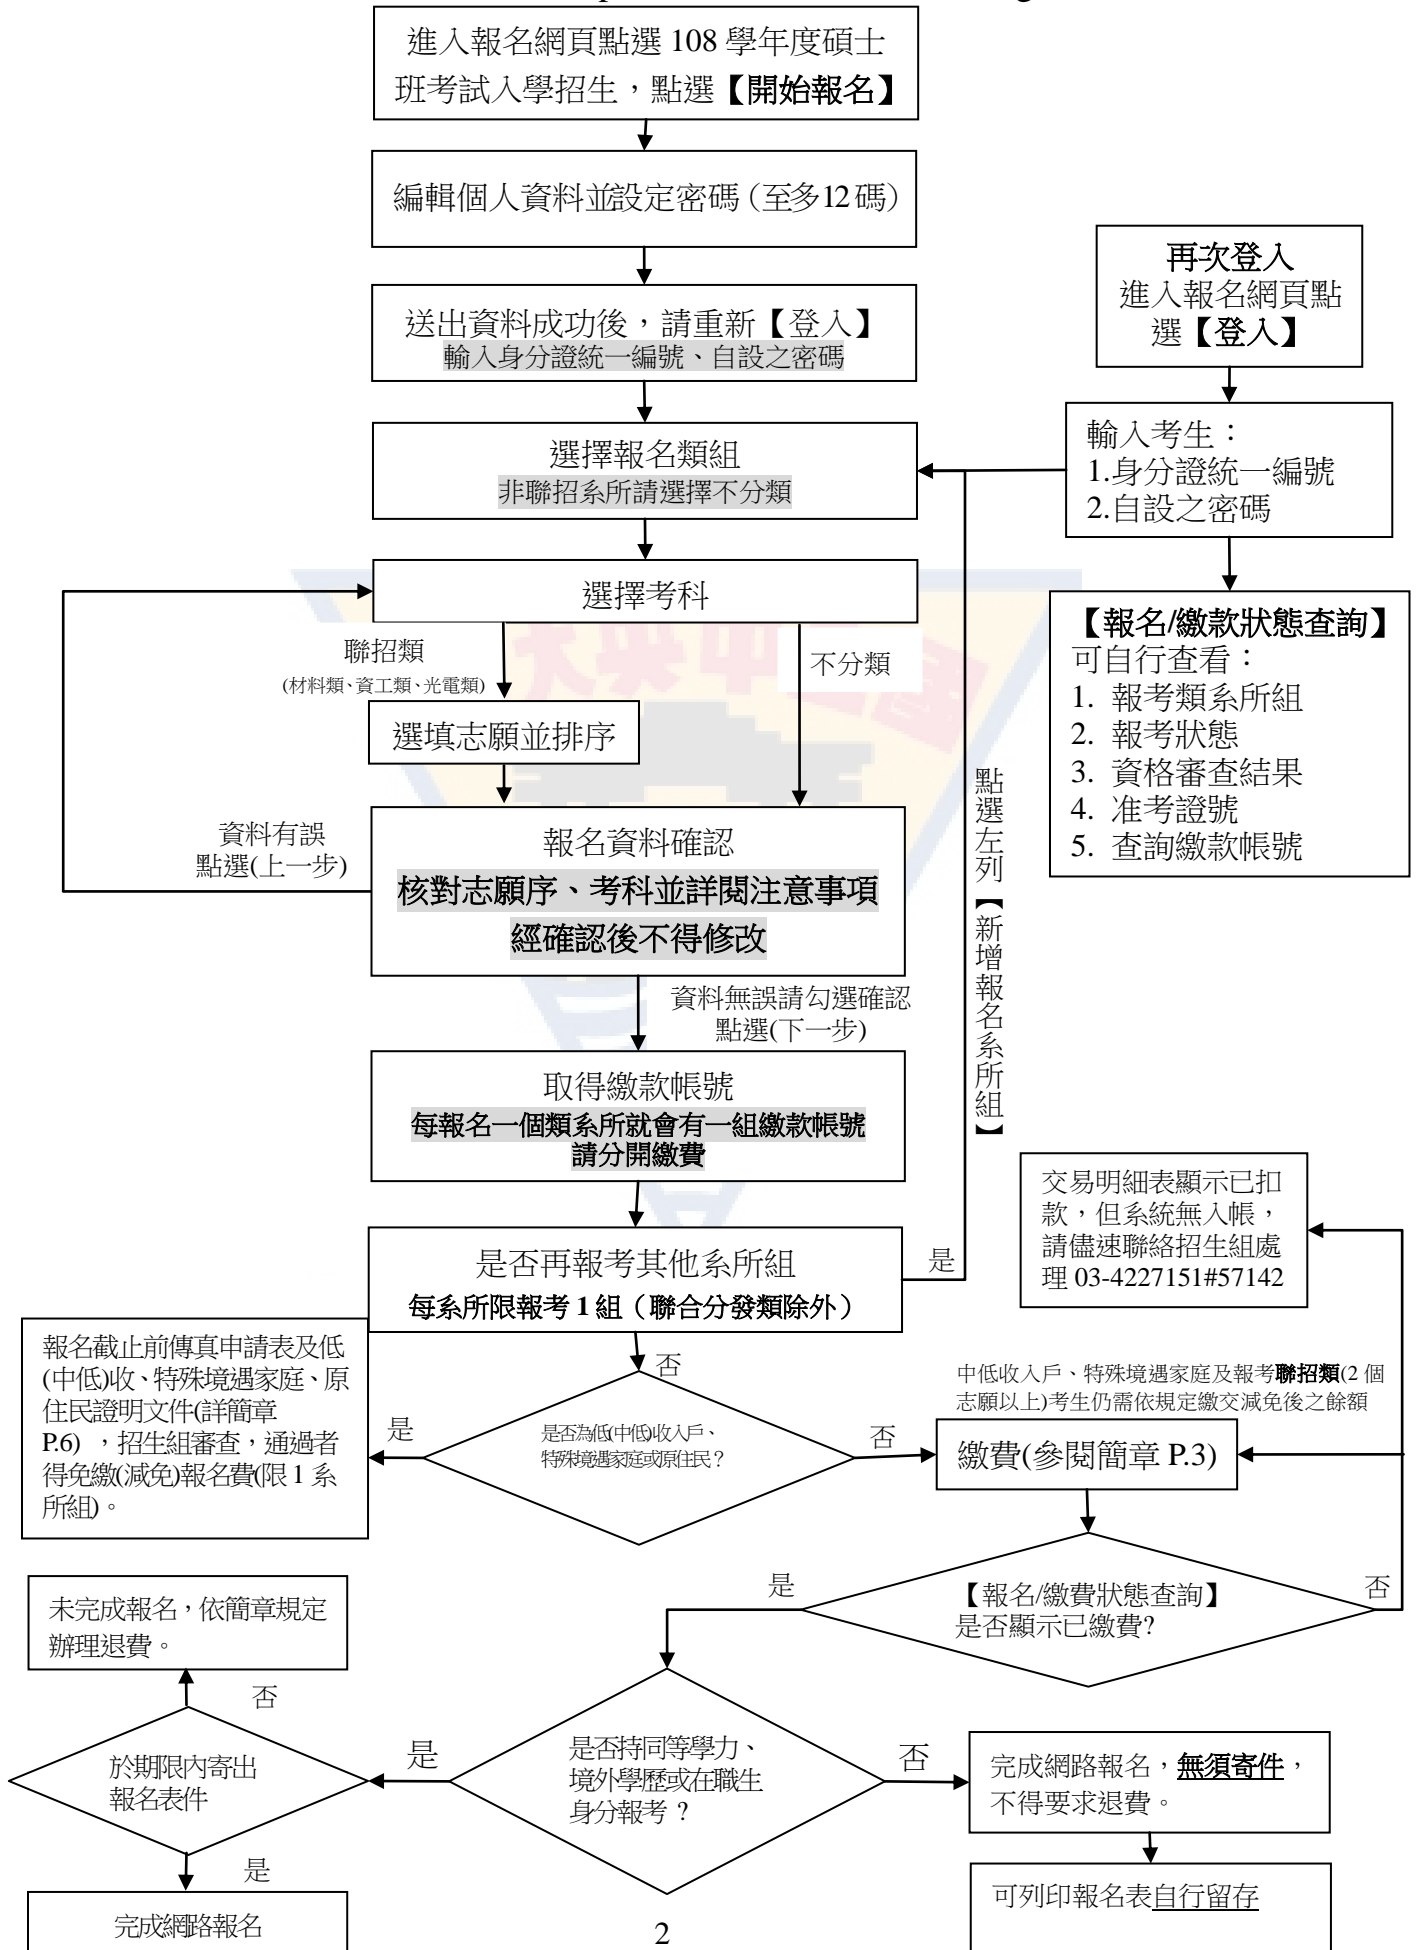 進入報名網頁點選 108 學年度碩士
班考試入學招生，點選【開始報名】
編輯個人資料並設定密碼（至多12碼）
送出資料成功後，請重新【登入】
輸入身分證統一編號、自設之密碼
再次登入
進入報名網頁點
選【登入】
選擇報名類組
非聯招系所請選擇不分類
輸入考生：
1.身分證統一編號
2.自設之密碼
選擇考科
聯招類
(材料類、資工類、光電類)
不分類
選填志願並排序
【報名/繳款狀態查詢】
可自行查看：
1. 報考類系所組
2. 報考狀態
3. 資格審查結果
4. 准考證號
5. 查詢繳款帳號
資料有誤
點選(上一步)
報名資料確認
核對志願序、考科並詳閱注意事項
經確認後不得修改
點選左列【新增報名系所組】
資料無誤請勾選確認
點選(下一步)
取得繳款帳號
每報名一個類系所就會有一組繳款帳號
請分開繳費
是否再報考其他系所組
每系所限報考 1 組（聯合分發類除外）
是
交易明細表顯示已扣
款，但系統無入帳，
請儘速聯絡招生組處
理 03-4227151#57142
否
報名截止前傳真申請表及低
(中低)收、特殊境遇家庭、原
住民證明文件(詳簡章
P.6) ，招生組審查，通過者
得免繳(減免)報名費(限 1 系
所組)。
是
是否為低(中低)收入戶、
特殊境遇家庭或原住民？
否
中低收入戶、特殊境遇家庭及報考聯招類(2 個
志願以上)考生仍需依規定繳交減免後之餘額
繳費(參閱簡章 P.3)
【報名/繳費狀態查詢】
是否顯示已繳費?
是
否
未完成報名，依簡章規定
辦理退費。
否
於期限內寄出
報名表件
是
是否持同等學力、
境外學歷或在職生
身分報考？
否
完成網路報名，無須寄件，
不得要求退費。
是
完成網路報名
可列印報名表自行留存
2